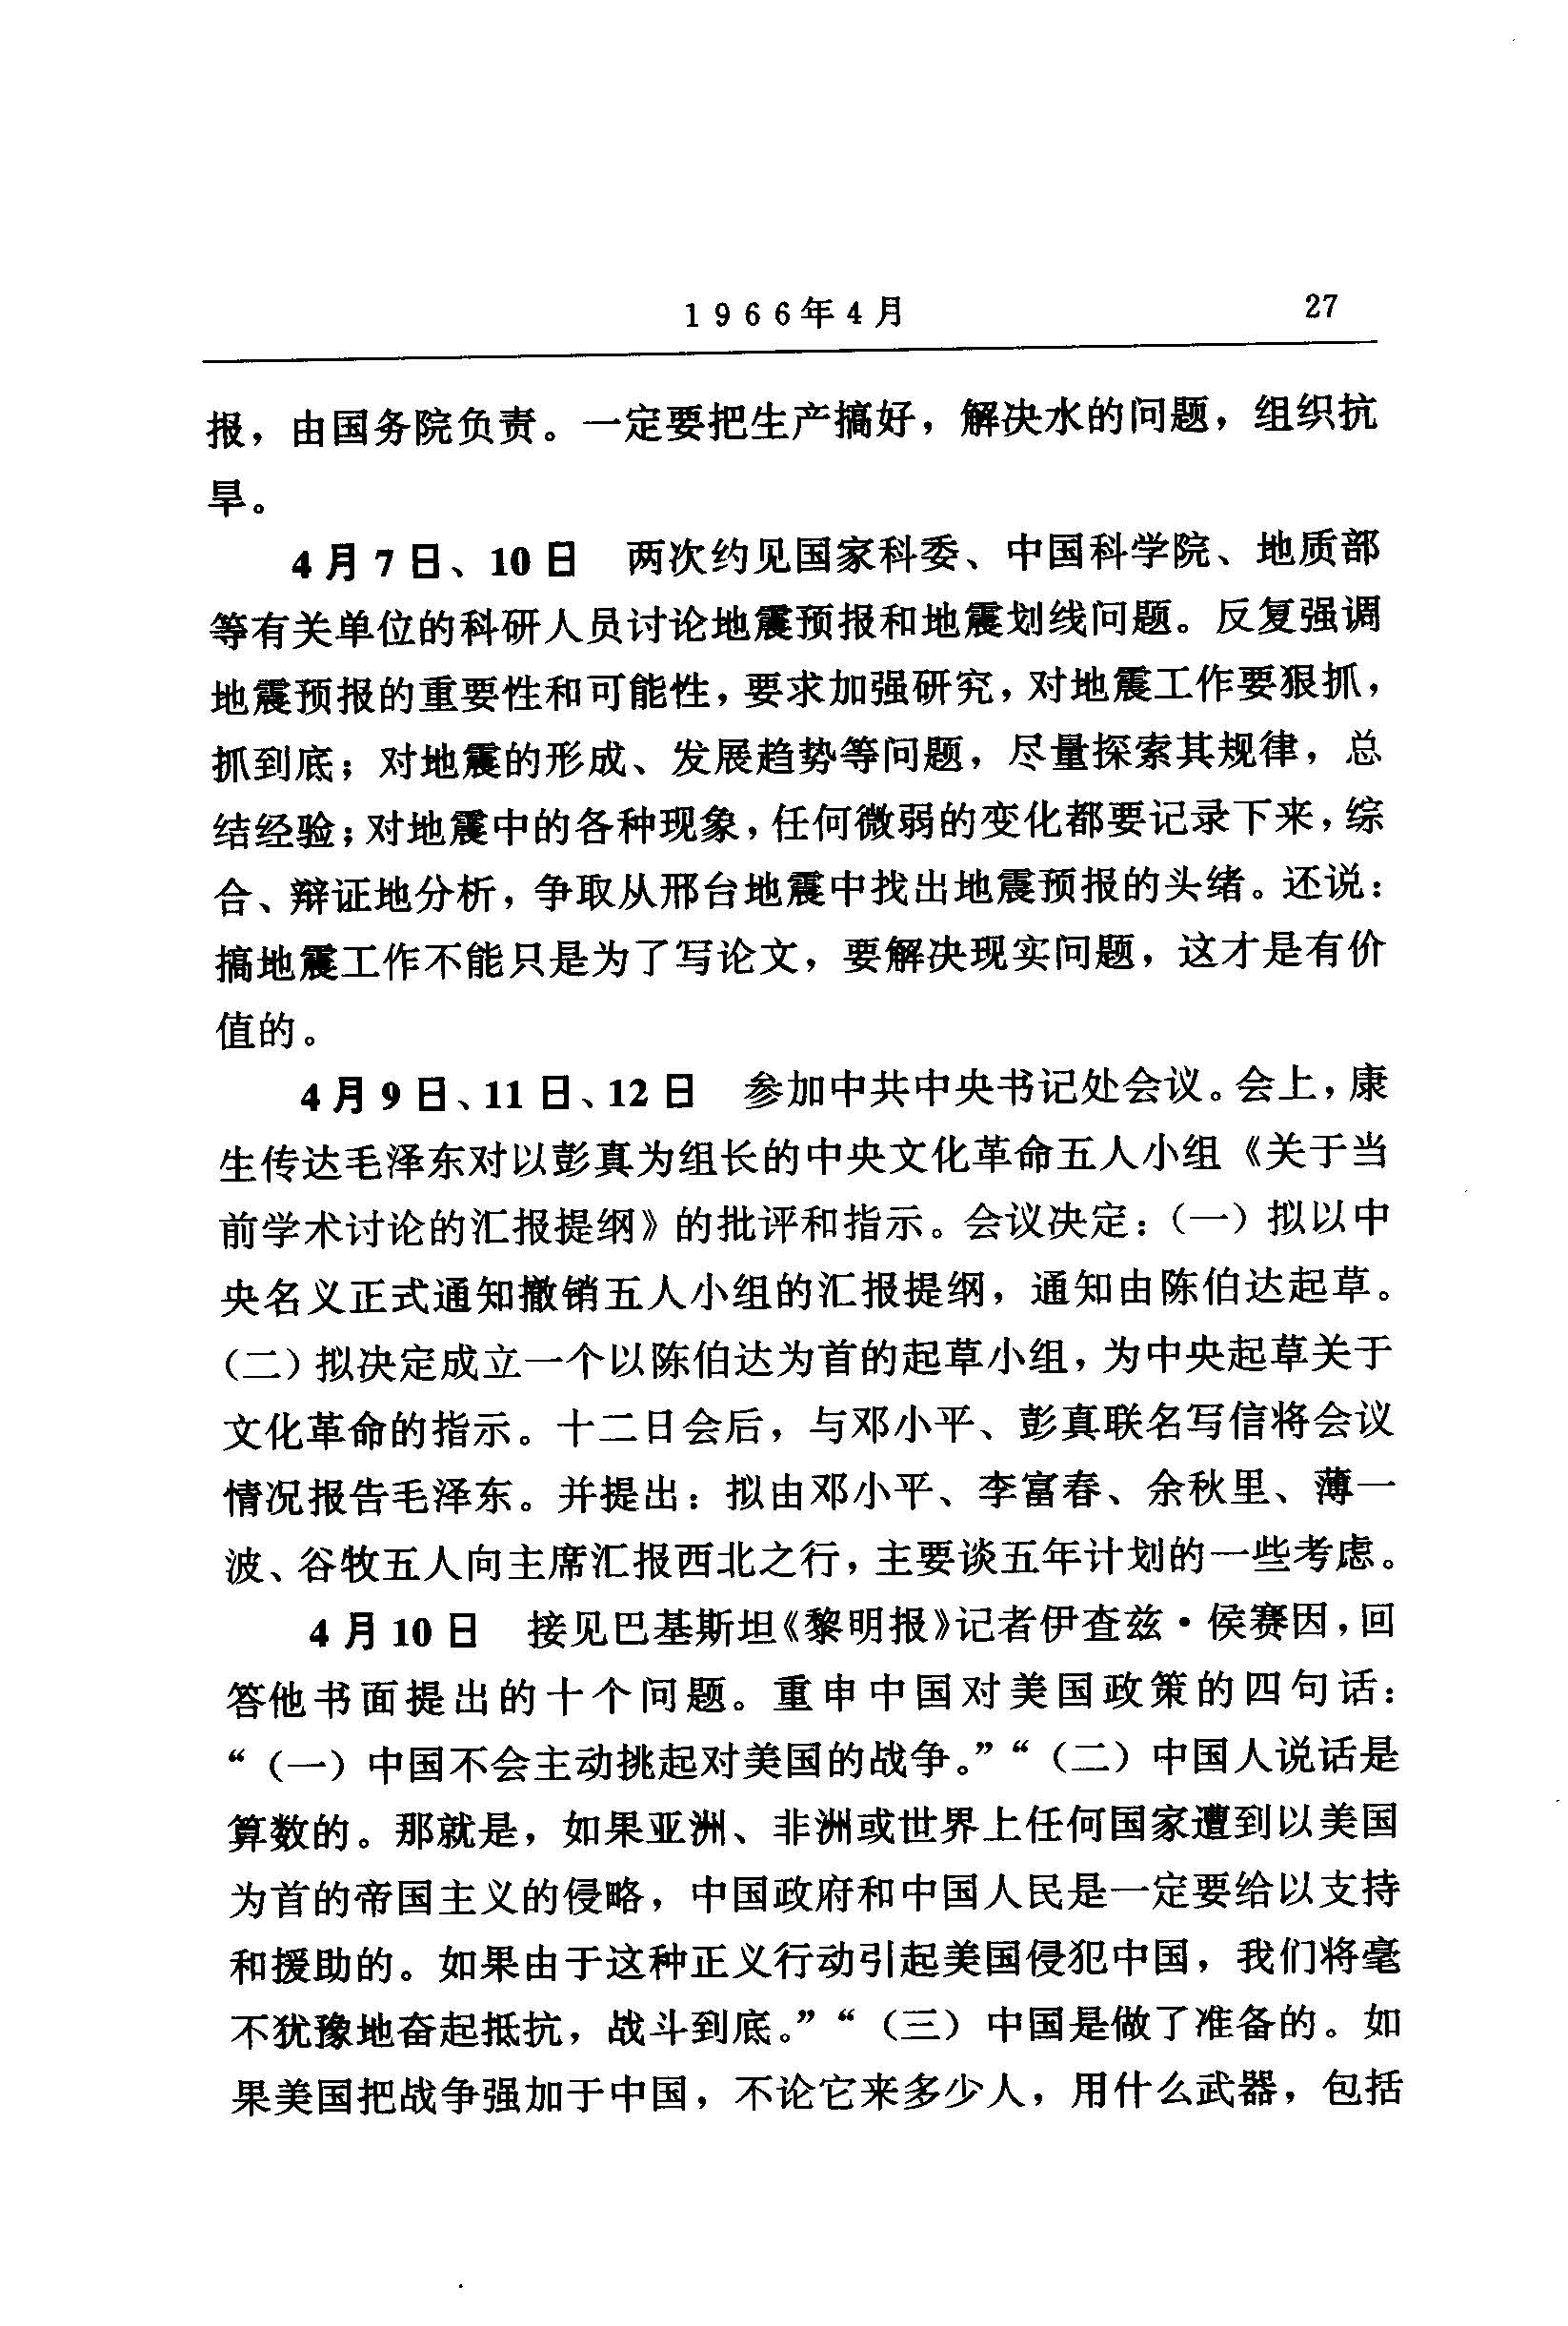 1966年4月 27
报，由国务院负责。一定要把生产搞好，解决水的问题，组织抗
旱。
4月7日、10日 两次约见国家科委、中国科学院、地质部
等有关单位的科研人员讨论地震预报和地震划线问题。反复强调
地震预报的重要性和可能性，要求加强研究，对地震工作要狠抓，
抓到底；对地震的形成、发展趋势等问题，尽量探索其规律，总
结经验；对地震中的各种现象，任何微弱的变化都要记录下来，综
合、辩证地分析，争取从邢台地震中找出地震预报的头绪。还说：
搞地震工作不能只是为了写论文，要解决现实问题，这才是有价
值的。
4月9日、11日、12日 参加中共中央书记处会议。会上，康
生传达毛泽东对以彭真为组长的中央文化革命五人小组《关于当
前学术讨论的汇报提纲》的批评和指示。会议决定：（一）拟以中
央名义正式通知撤销五人小组的汇报提纲，通知由陈伯达起草。
（二）拟决定成立一个以陈伯达为首的起草小组，为中央起草关于
文化革命的指示。十二日会后，与邓小平、彭真联名写信将会议
情况报告毛泽东。并提出：拟由邓小平、李富春、余秋里、薄一
波、谷牧五人向主席汇报西北之行，主要谈五年计划的一些考虑。
4月10日 接见巴基斯坦《黎明报》记者伊查兹·侯赛因，回
答他书面提出的十个问题。重申中国对美国政策的四句话：
“（一）中国不会主动挑起对美国的战争。”“（二）中国人说话是
算数的。那就是，如果亚洲、非洲或世界上任何国家遭到以美国
为首的帝国主义的侵略，中国政府和中国人民是一定要给以支持
和援助的。如果由于这种正义行动引起美国侵犯中国，我们将毫
不犹豫地奋起抵抗，战斗到底。”“（三）中国是做了准备的。如
果美国把战争强加于中国，不论它来多少人，用什么武器，包括